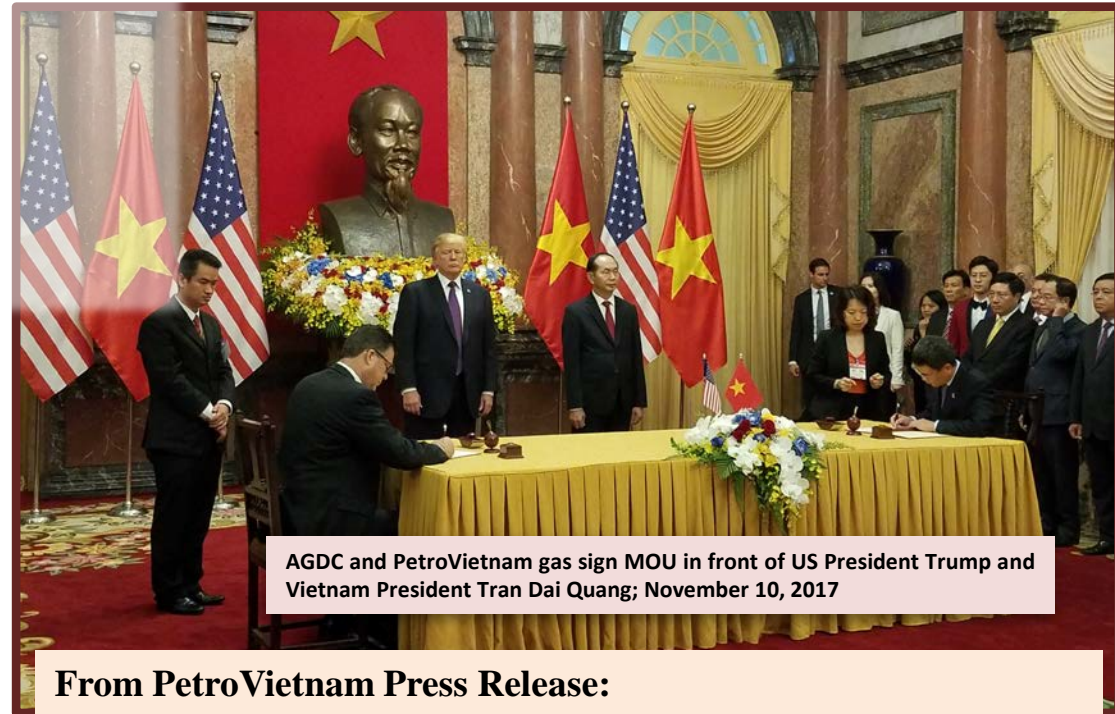 AGDC and PetroVietnam gas sign MOU in front of US President Trump and
Vietnam President Tran Dai Quang; November 10, 2017
From PetroVietnam Press Release: